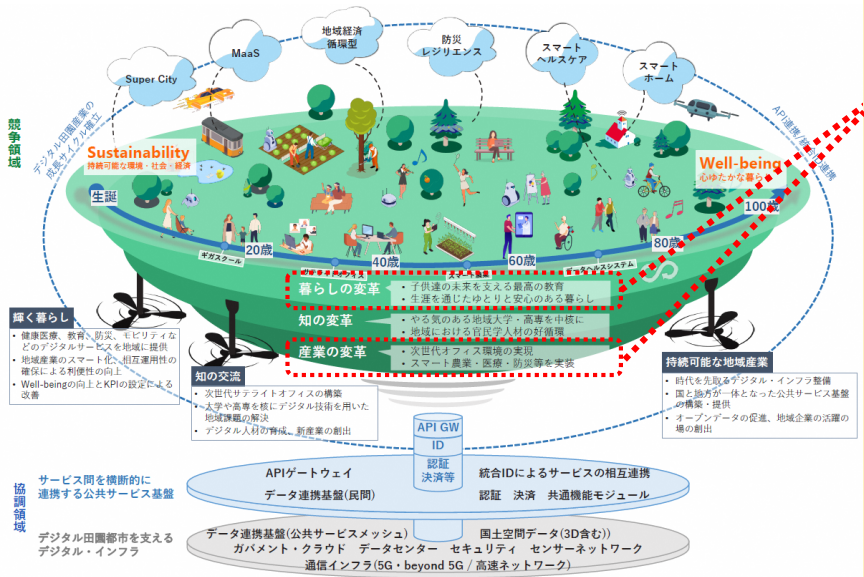 Super City
MaaS
地域経済
循環型
防災
レジリエンス
スマート
ヘルスケア
スマート
ホーム
競争領域
デジタル田園産業の
成長サイクル確立
API連携/統合ID連携
Sustainability
持続可能な環境・社会・経済
Well-being
心ゆたかな暮らし
生誕
20歳
40歳
60歳
80歳
100歳
ギガスクール
データヘルスシステム
暮らしの変革
• 子供達の未来を支える最高の教育
• 生涯を通じたゆとりと安心のある暮らし
知の変革
• やる気のある地域大学・高専を中核に
• 地域における官民学人材の好循環
産業の変革
• 次世代オフィス環境の実現
• スマート農業・医療・防災等を実装
輝く暮らし
• 健康医療、教育、防災、モビリティな
どのデジタルサービスを地域に提供
• 地域産業のスマート化、相互運用性の
確保による利便性の向上
• Well-beingの向上とKPIの設定による
改善
知の交流
• 次世代サテライトオフィスの構築
• 大学や高専を核にデジタル技術を用いた
地域課題の解決
• デジタル人材の育成、新産業の創出
持続可能な地域産業
• 時代を先取るデジタル・インフラ整備
• 国と地方が一体となった公共サービス基盤
の構築・提供
• オープンデータの促進、地域企業の活躍の
場の創出
API GW
ID
認証
決済等
協調領域
サービス間を横断的に
連携する公共サービス基盤
APIゲートウェイ
統合IDによるサービスの相互連携
データ連携基盤(民間)
認証 決済 共通機能モジュール
デジタル田園都市を支える
デジタル・インフラ
データ連携基盤(公共サービスメッシュ)
国土空間データ(3D含む))
ガバメント・クラウド データセンター セキュリティ センサーネットワーク
通信インフラ(5G・beyond 5G / 高速ネットワーク)